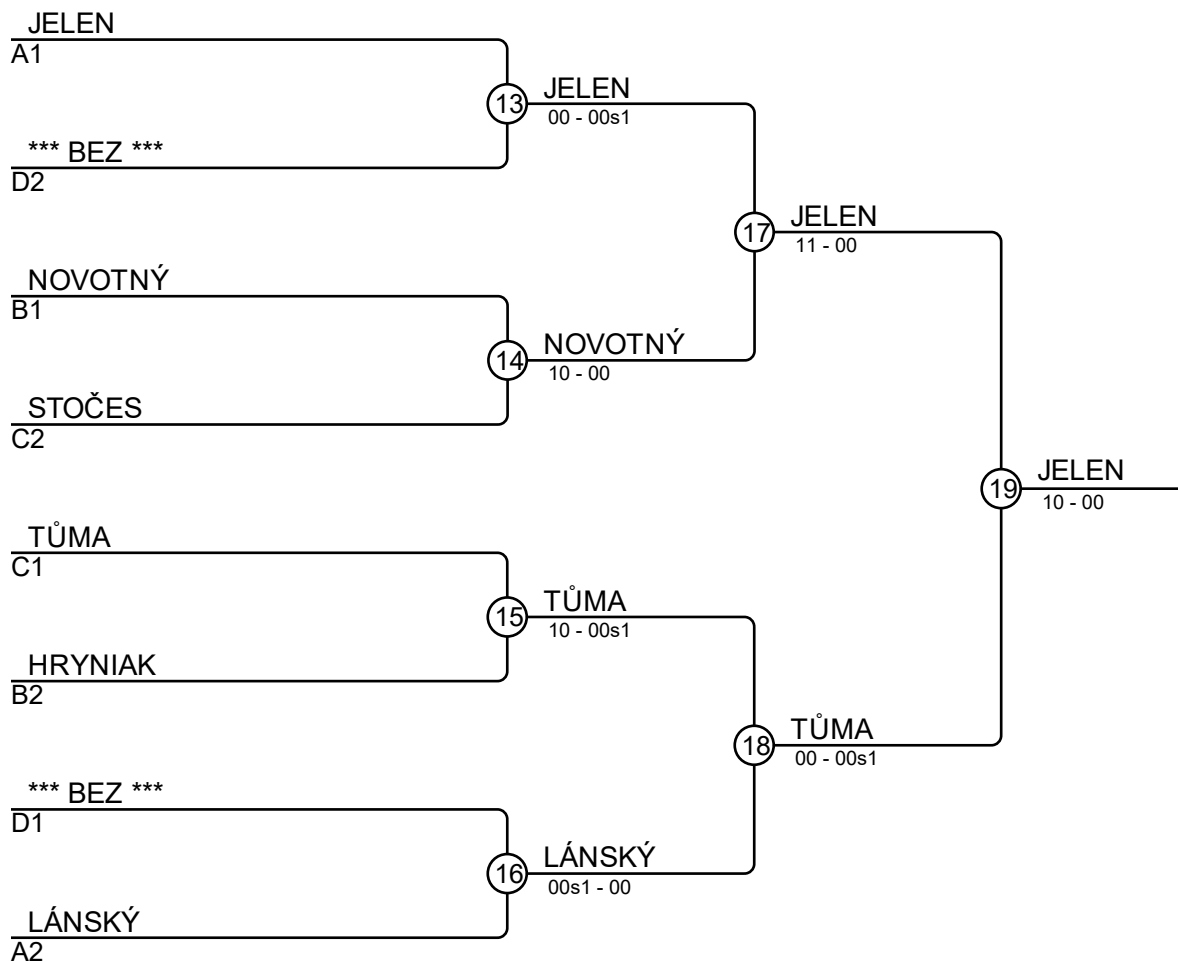 JELEN
A1
13
JELEN
00 - 00s1
*** BEZ ***
D2
17
JELEN
11 - 00
NOVOTNÝ
B1
14
NOVOTNÝ
10 - 00
STOČES
C2
19
JELEN
10 - 00
TŮMA
C1
15
TŮMA
10 - 00s1
HRYNIAK
B2
18
TŮMA
00 - 00s1
*** BEZ ***
D1
16
LÁNSKÝ
00s1 - 00
LÁNSKÝ
A2